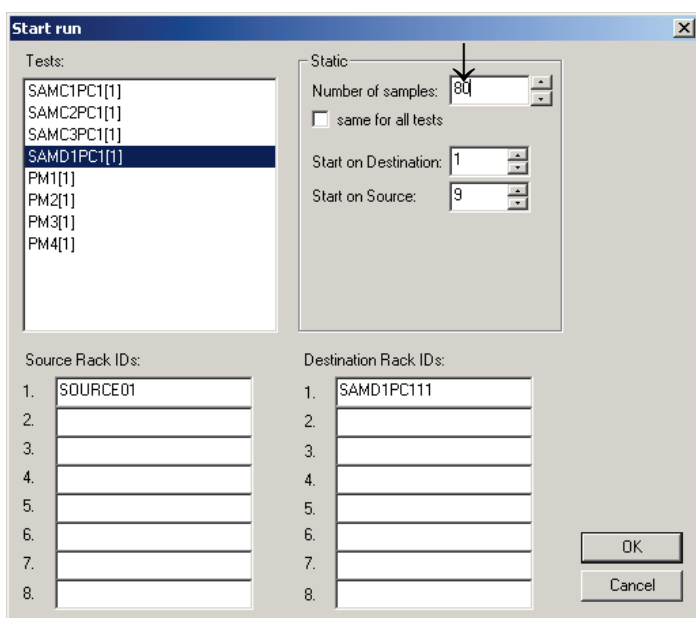 Start run
Tests:
SAMC1PC1[1]
SAMC2PC1[1]
SAMC3PC1[1]
SAMD1PC1[1]
PM1[1]
PM2[1]
PM3[1]
PM4[1]
Static
Number of samples: 80
same for all tests
Start on Destination: 1
Start on Source: 9
Source Rack IDs:
1. SOURCE01
2.
3.
4.
5.
6.
7.
8.
Destination Rack IDs:
1. SAMD1PC111
2.
3.
4.
5.
6.
7.
8.
OK
Cancel